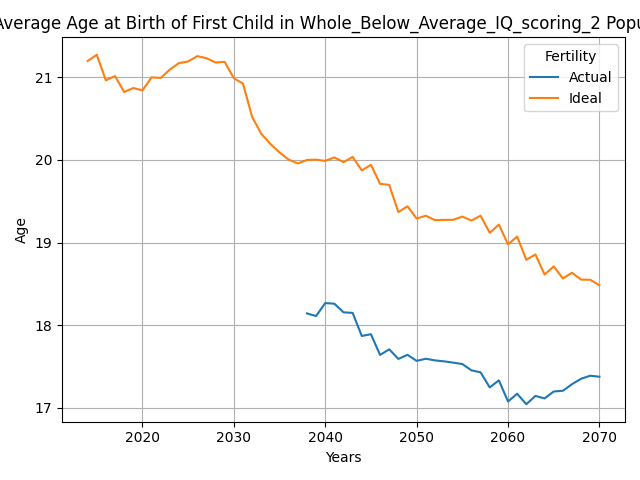 Average Age at Birth of First Child in Whole_Below_Average_IQ_scoring_2 Popu
Fertility
Actual
Ideal
21
20
19
18
17
Age
2020 2030 2040 2050 2060 2070
Years